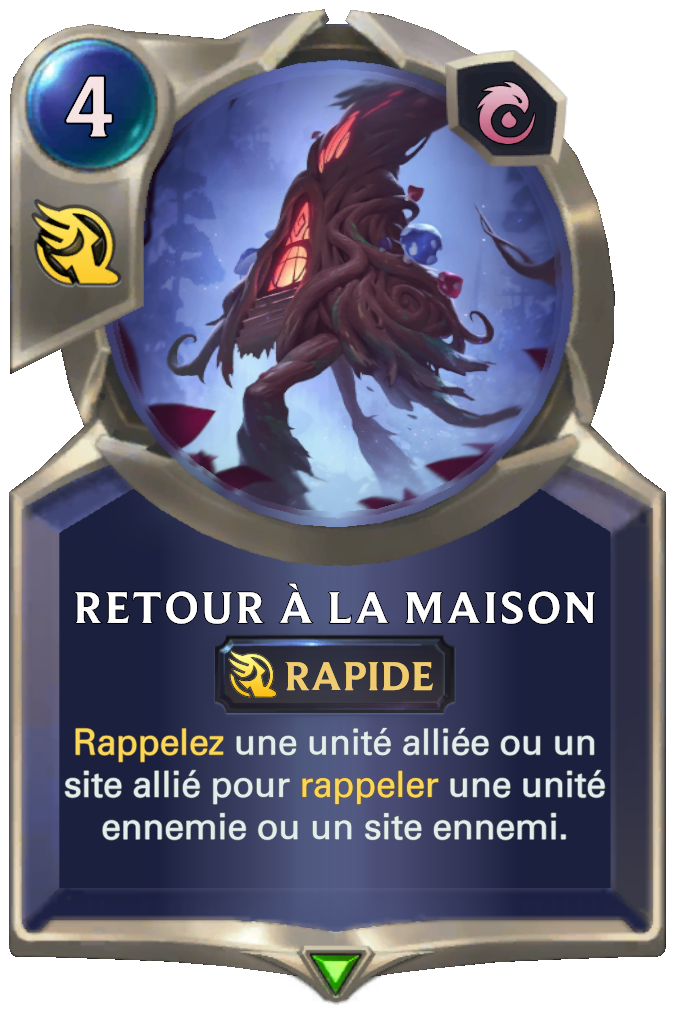 4
RETOUR À LA MAISON
RAPIDE
Rappelez une unité alliée ou un
site allié pour rappeler une unité
ennemie ou un site ennemi.